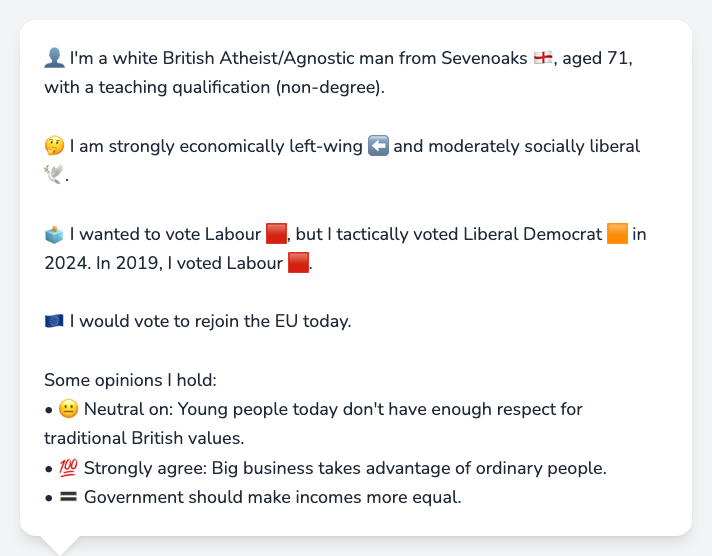 👤 I'm a white British Atheist/Agnostic man from Sevenoaks 🏴󠁧󠁢󠁥󠁮󠁧󠁿, aged 71,
with a teaching qualification (non-degree).
🤔 I am strongly economically left-wing ⬅️ and moderately socially liberal
🕊️.
🗳️ I wanted to vote Labour 🟥, but I tactically voted Liberal Democrat 🟧 in
2024. In 2019, I voted Labour 🟥.
🇪🇺 I would vote to rejoin the EU today.
Some opinions I hold:
• 😐 Neutral on: Young people today don't have enough respect for
traditional British values.
• 💯 Strongly agree: Big business takes advantage of ordinary people.
• 🟰 Government should make incomes more equal.